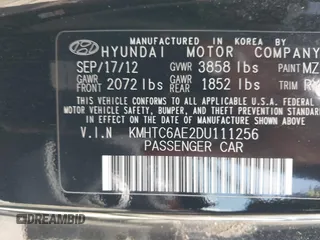 MANUFACTURED IN KOREA BY
HYUNDAI MOTOR COMPANY
SEP/17/12 GVWR 3858 lbs PAINT MZ
GAWR FRONT 2072 lbs GAWR REAR 1852 lbs TRIM
THIS VEHICLE CONFORMS TO ALL APPLICABLE
FEDERAL MOTOR VEHICLE SAFETY, BUMPER,
AND THEFT PREVENTION STANDARDS IN EFFECT
ON THE DATE OF MANUFACTURE SHOWN ABOVE.
V.I.N KMHTC6AE2DU111256
PASSENGER CAR
DREAMBID